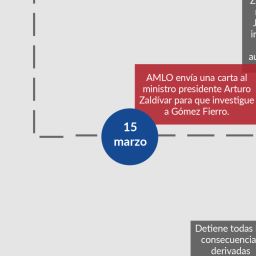 AMLO envía una carta al
ministro presidente Arturo
Zaldívar para que investigue
a Gómez Fierro.
15
marzo
Detiene todas
consecuencia
derivadas